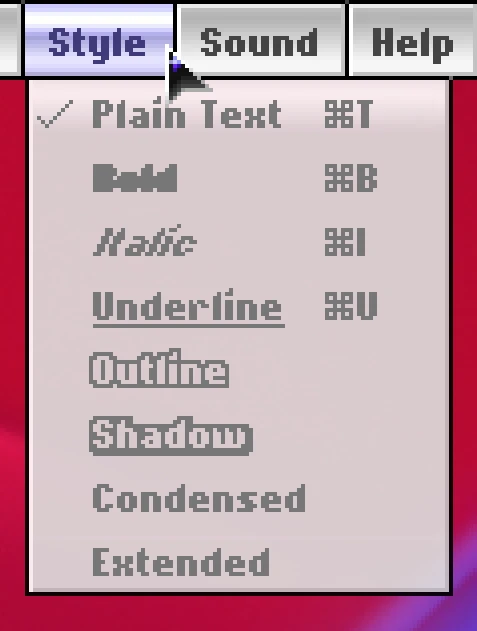 Style Sound Help
✓ Plain Text ⌘T
Bold ⌘B
Italic ⌘I
Underline ⌘U
Outline
Shadow
Condensed
Extended